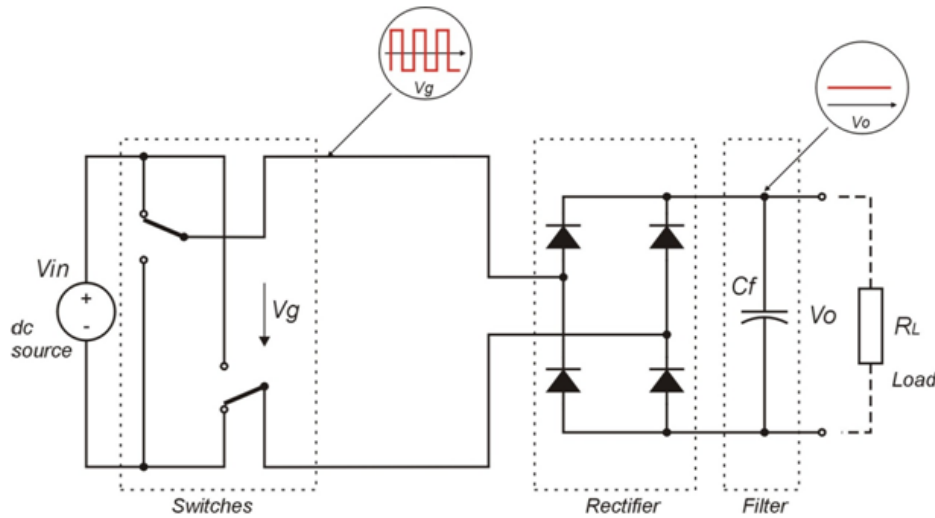 Vg
Vo
Vin
+
-
dc
source
Vg
Cf
Vo
RL
Load
Switches
Rectifier
Filter